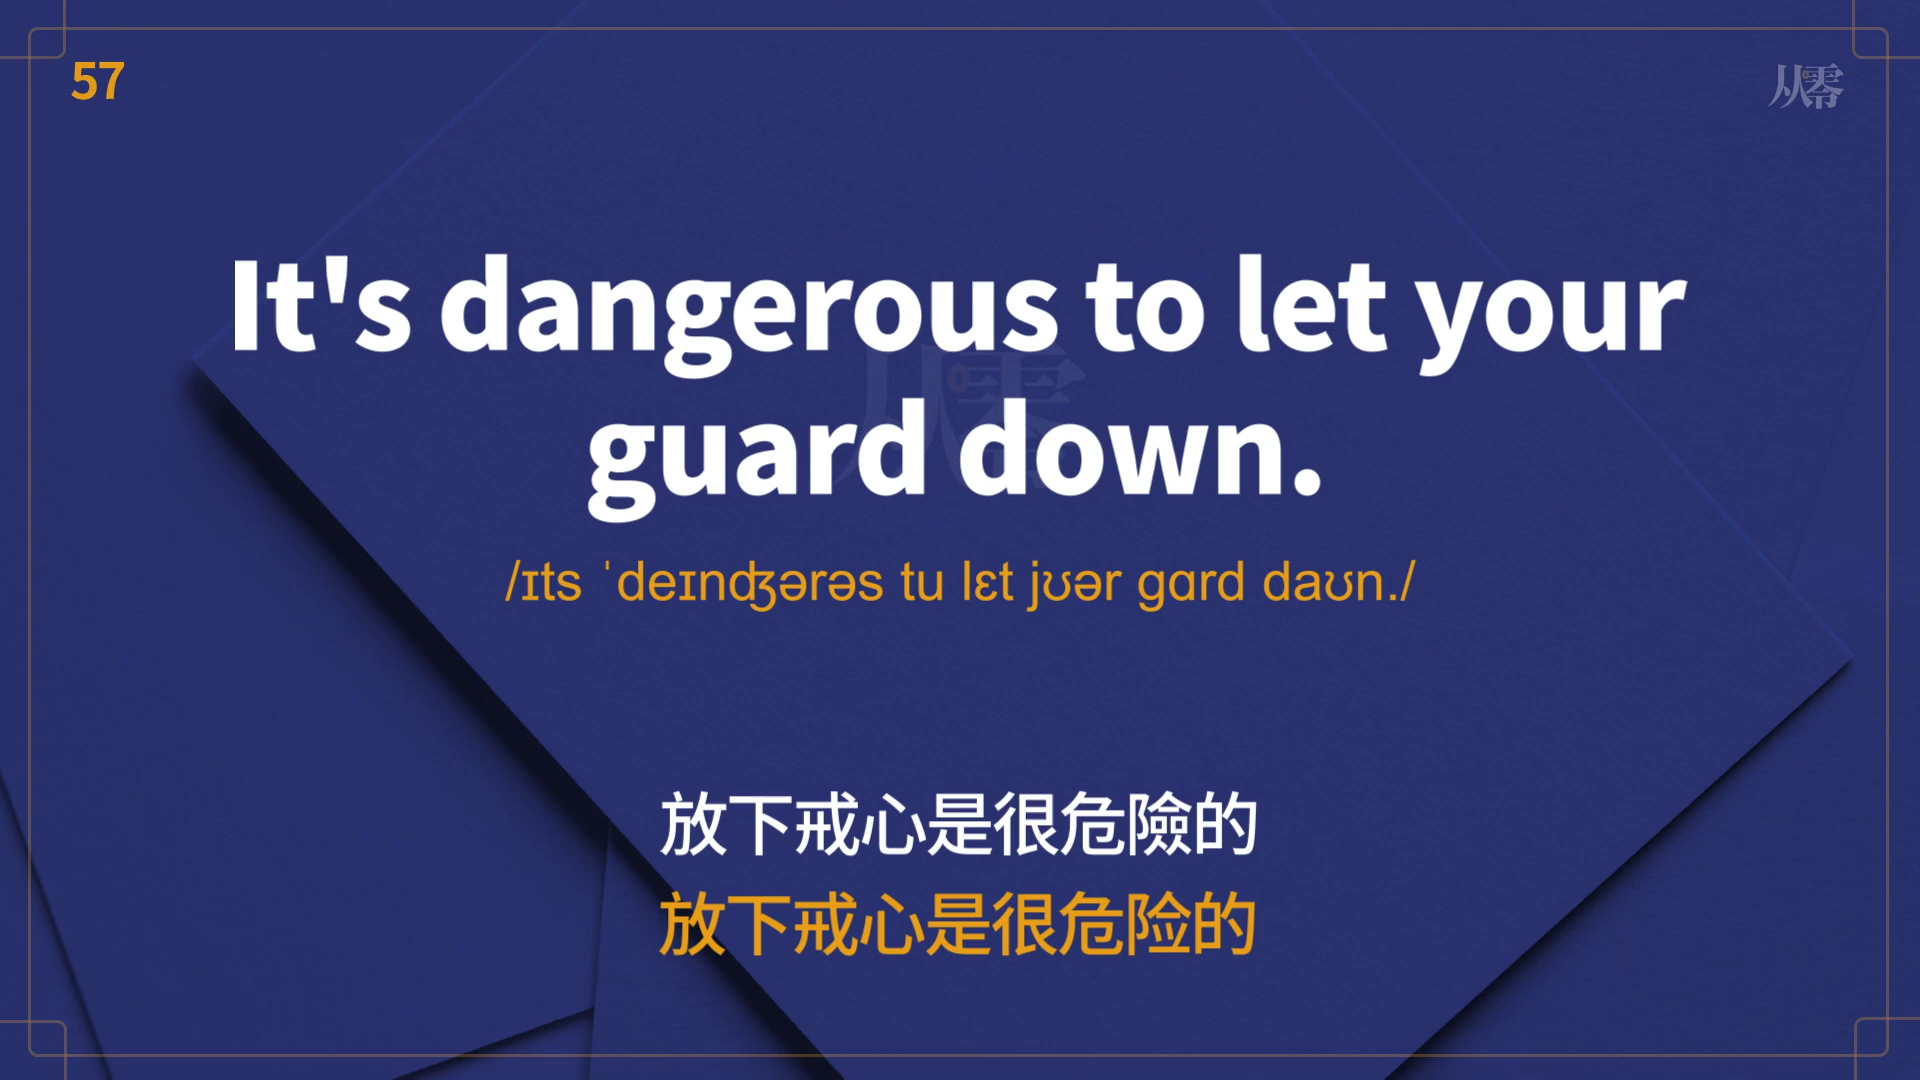 57
从零
It's dangerous to let your
guard down.
/ɪts ˈdeɪnʤərəs tu lɛt jʊər gɑrd daʊn./
放下戒心是很危險的
放下戒心是很危险的